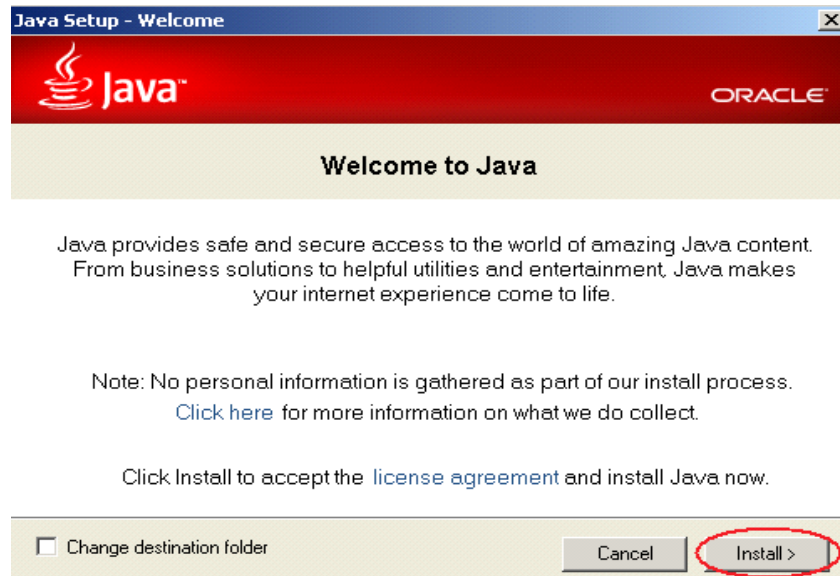 Java Setup - Welcome
Java™
ORACLE®
Welcome to Java
Java provides safe and secure access to the world of amazing Java content.
From business solutions to helpful utilities and entertainment, Java makes
your internet experience come to life.
Note: No personal information is gathered as part of our install process.
Click here for more information on what we do collect.
Click Install to accept the license agreement and install Java now.
Change destination folder
Cancel
Install >